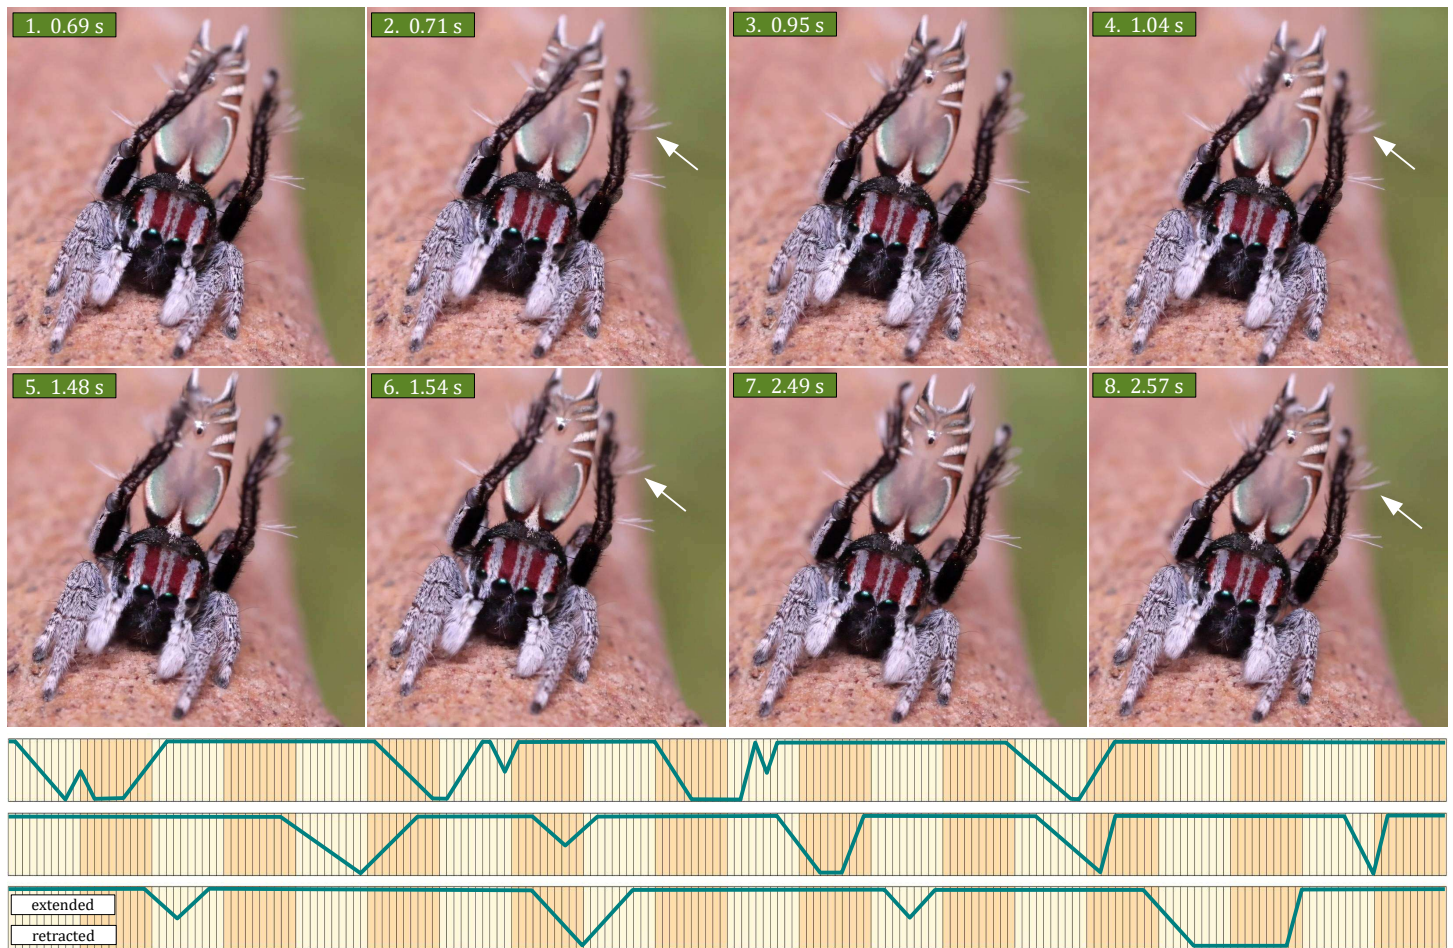 1. 0.69 s
2. 0.71 s
3. 0.95 s
4. 1.04 s
5. 1.48 s
6. 1.54 s
7. 2.49 s
8. 2.57 s
extended
retracted